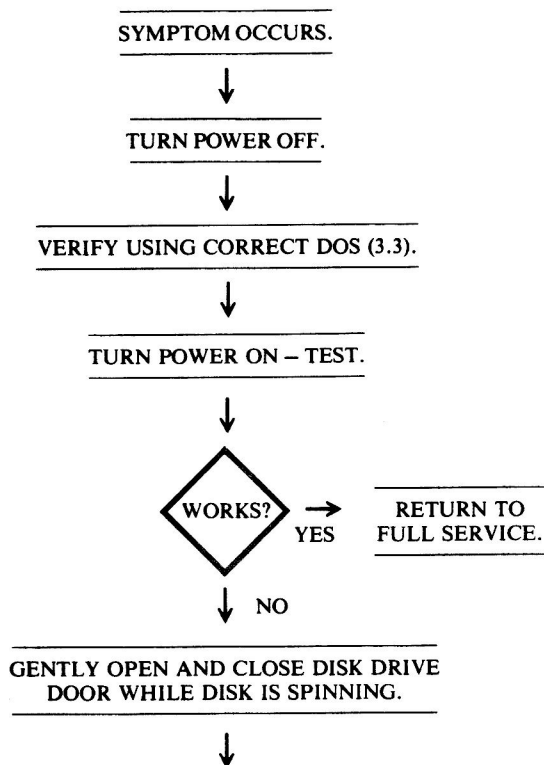 SYMPTOM OCCURS.
TURN POWER OFF.
VERIFY USING CORRECT DOS (3.3).
TURN POWER ON – TEST.
WORKS?
YES
RETURN TO
FULL SERVICE.
NO
GENTLY OPEN AND CLOSE DISK DRIVE
DOOR WHILE DISK IS SPINNING.